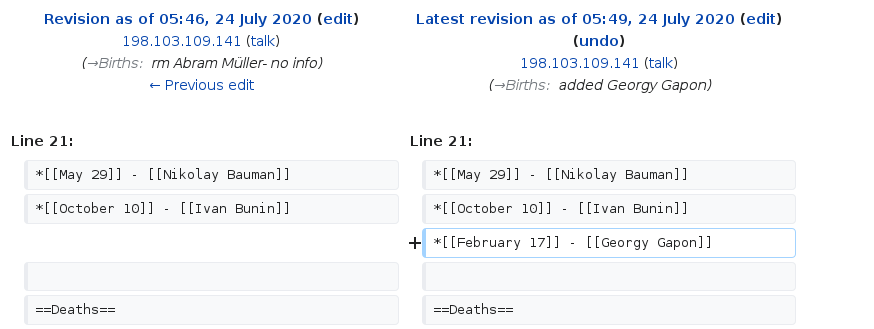 Revision as of 05:46, 24 July 2020 (edit)
198.103.109.141 (talk)
(→Births: rm Abram Müller- no info)
← Previous edit
Latest revision as of 05:49, 24 July 2020 (edit)
(undo)
198.103.109.141 (talk)
(→Births: added Georgy Gapon)
Line 21:
Line 21:
*[[May 29]] - [[Nikolay Bauman]]
*[[May 29]] - [[Nikolay Bauman]]
*[[October 10]] - [[Ivan Bunin]]
*[[October 10]] - [[Ivan Bunin]]
+ *[[February 17]] - [[Georgy Gapon]]
==Deaths==
==Deaths==